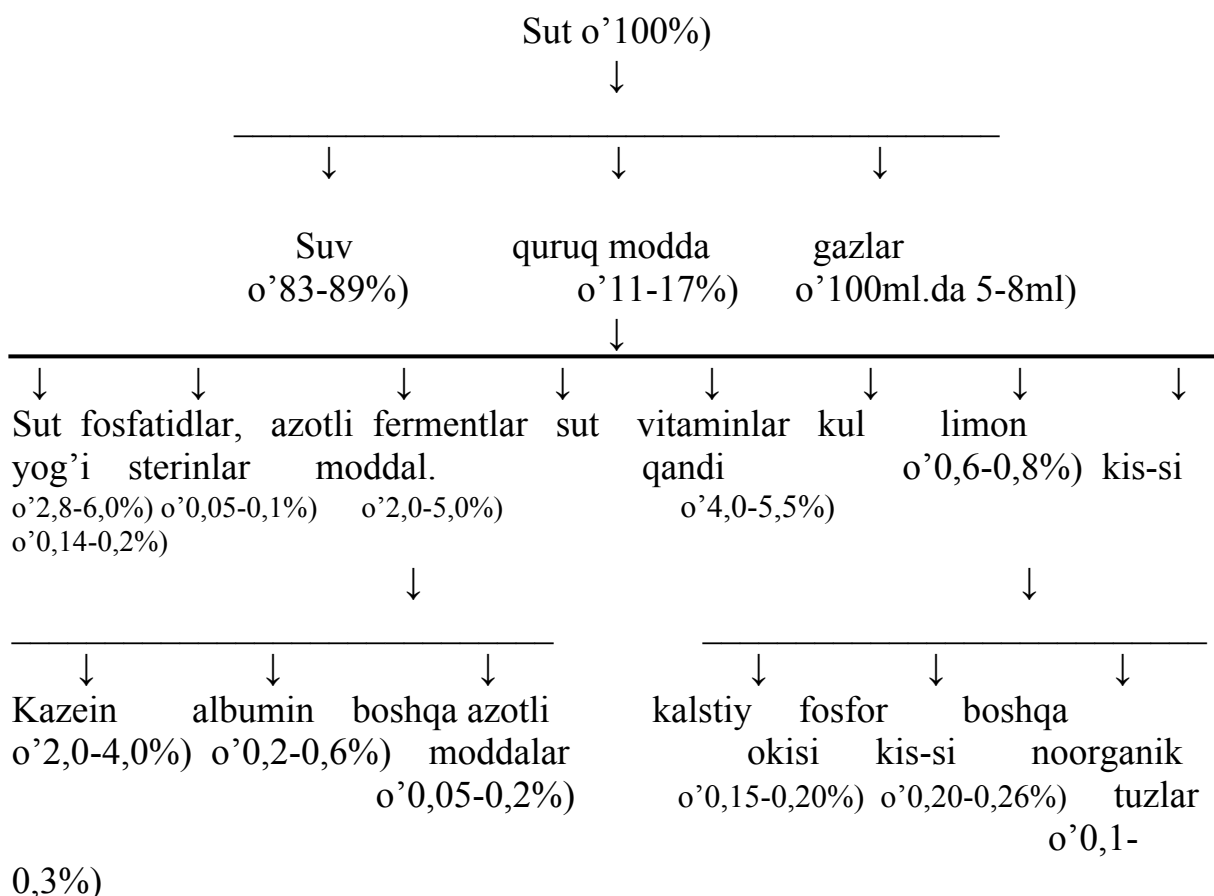 Sut o’100%)
↓
↓ ↓ ↓
Suv quruq modda gazlar
o’83-89%) o’11-17%) o’100ml.da 5-8ml)
↓
↓ ↓ ↓ ↓ ↓ ↓ ↓ ↓
Sut fosfatidlar, azotli fermentlar sut vitaminlar kul limon
yog’i sterinlar moddal. qandi o’0,6-0,8%) kis-si
o’2,8-6,0%) o’0,05-0,1%) o’2,0-5,0%) o’4,0-5,5%)
o’0,14-0,2%)
↓ ↓
↓ ↓ ↓ ↓ ↓ ↓
Kazein albumin boshqa azotli kalstiy fosfor boshqa
o’2,0-4,0%) o’0,2-0,6%) moddalar okisi kis-si noorganik
o’0,05-0,2%) o’0,15-0,20%) o’0,20-0,26%) tuzlar
o’0,1-
0,3%)